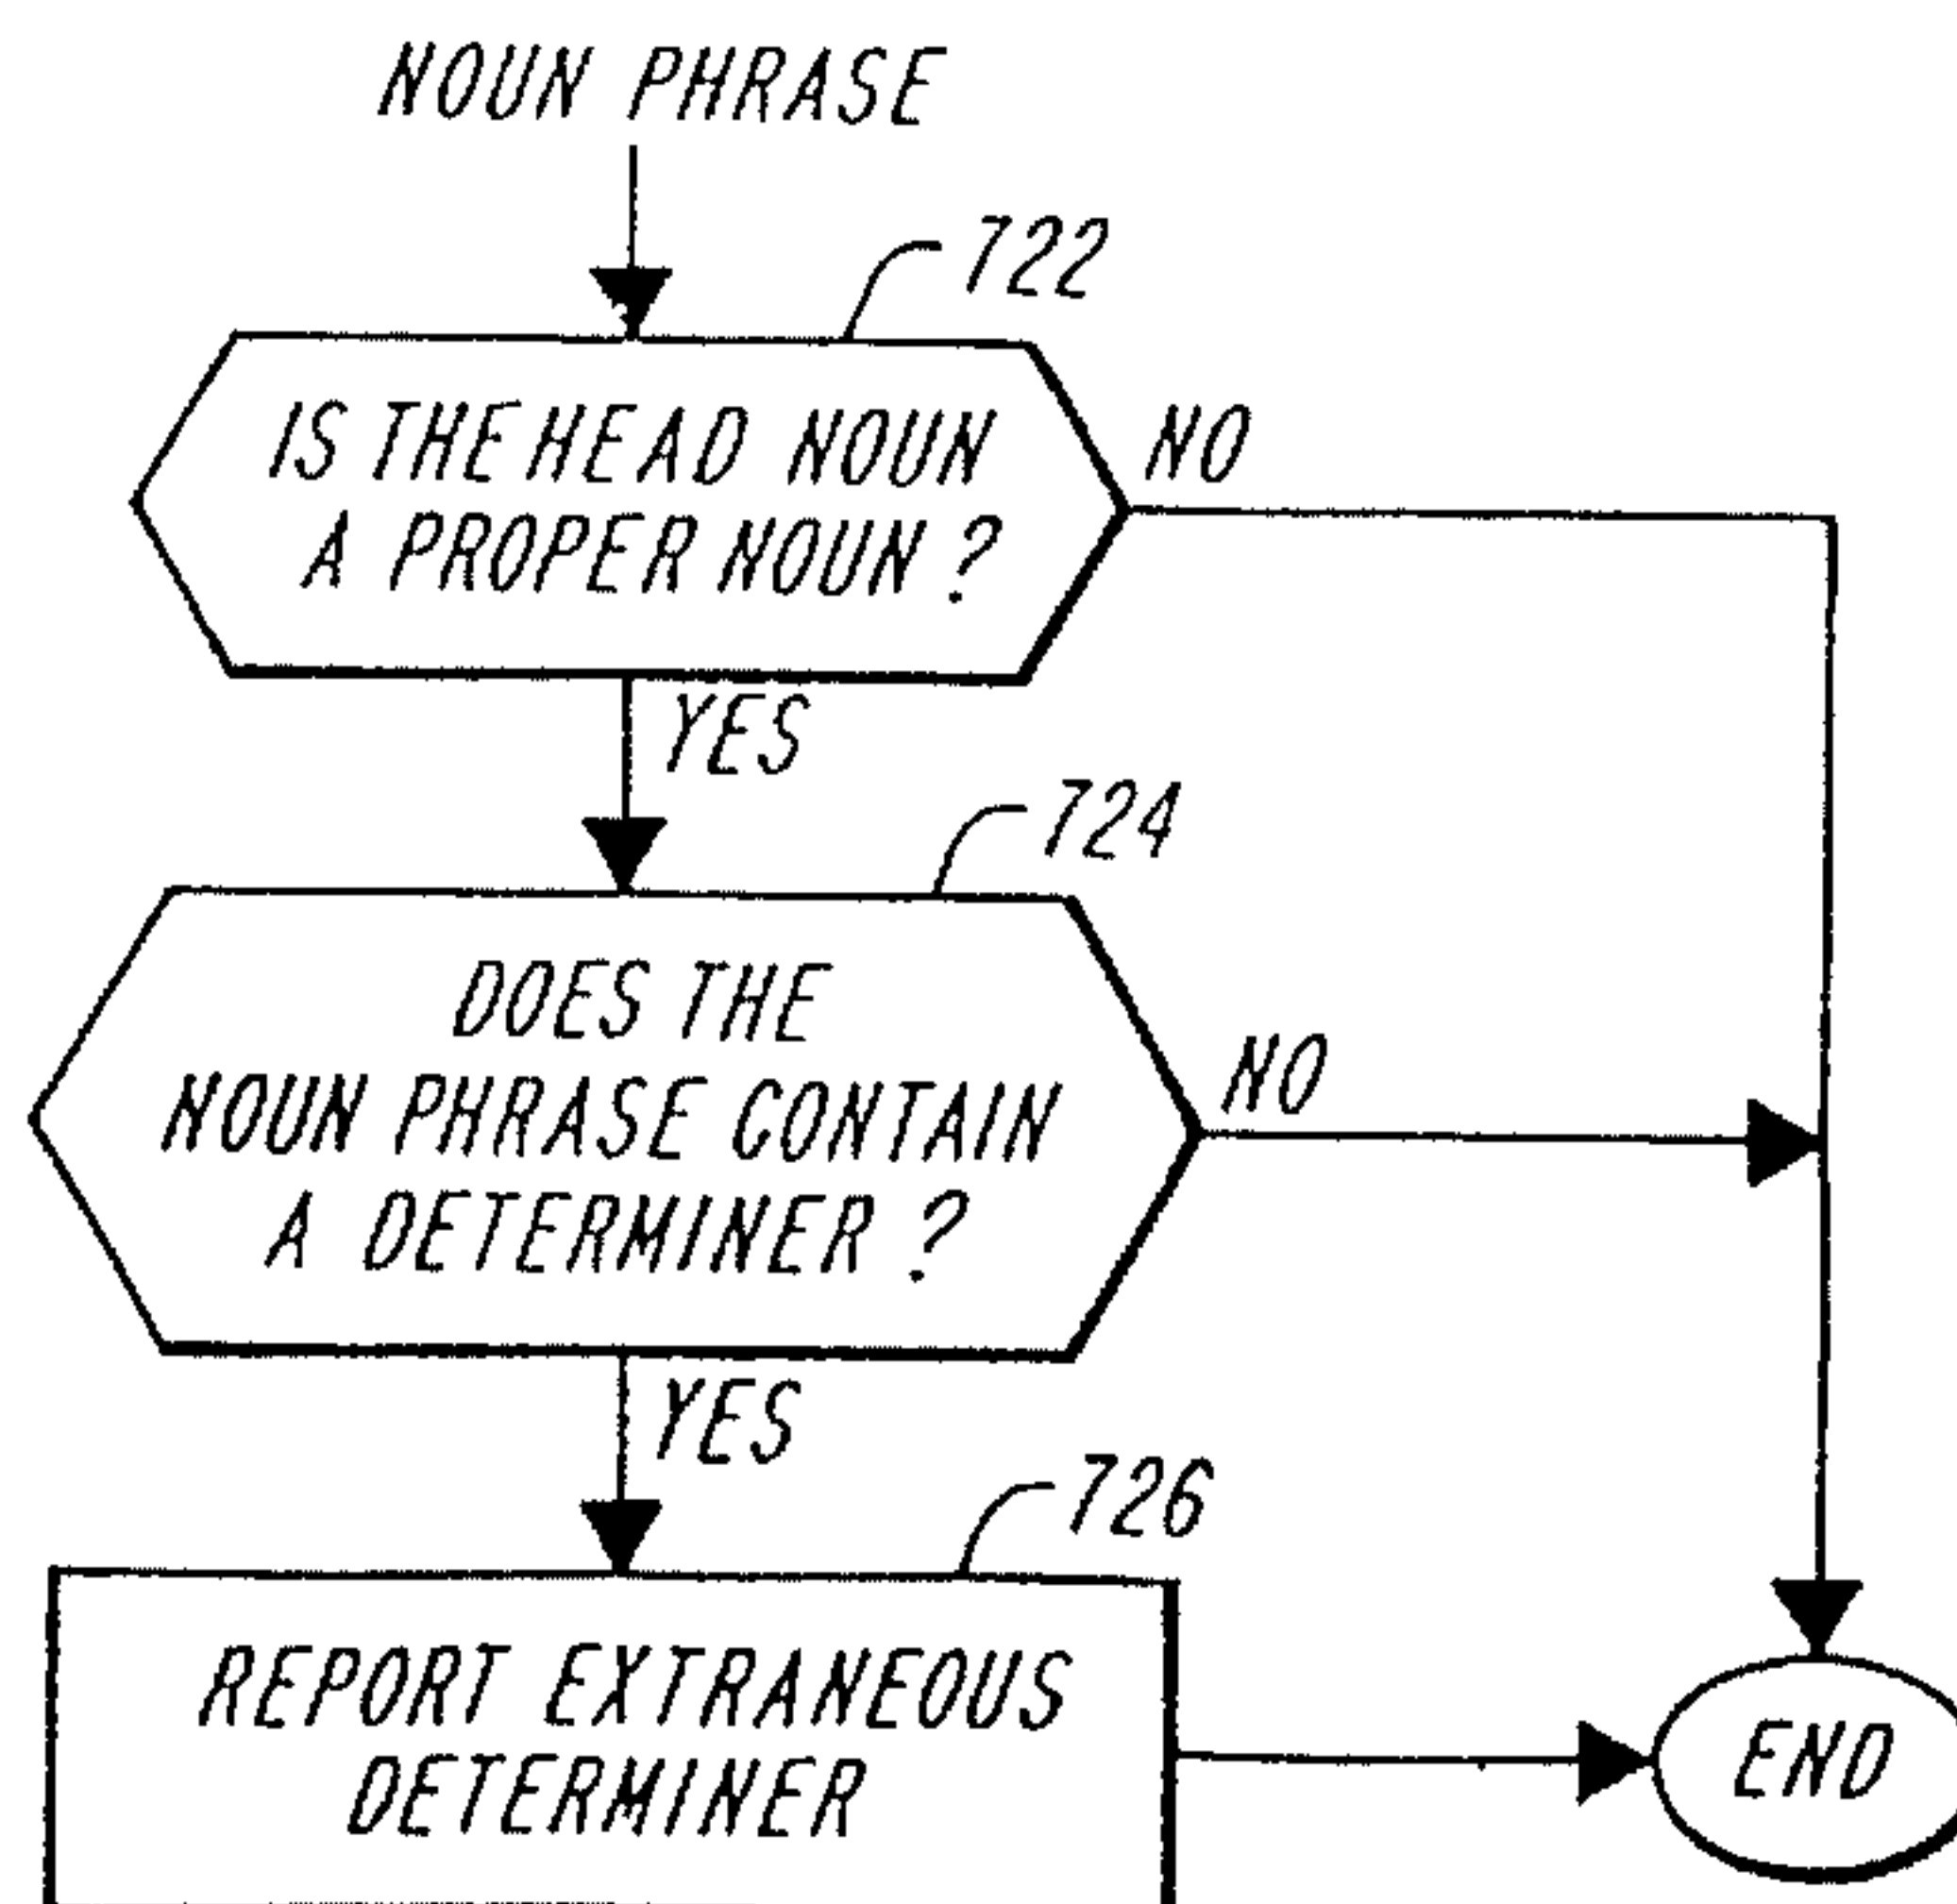 NOUN PHRASE
722
IS THE HEAD NOUN
A PROPER NOUN ?
NO
YES
724
DOES THE
NOUN PHRASE CONTAIN
A DETERMINER ?
NO
YES
726
REPORT EXTRANEOUS
DETERMINER
END